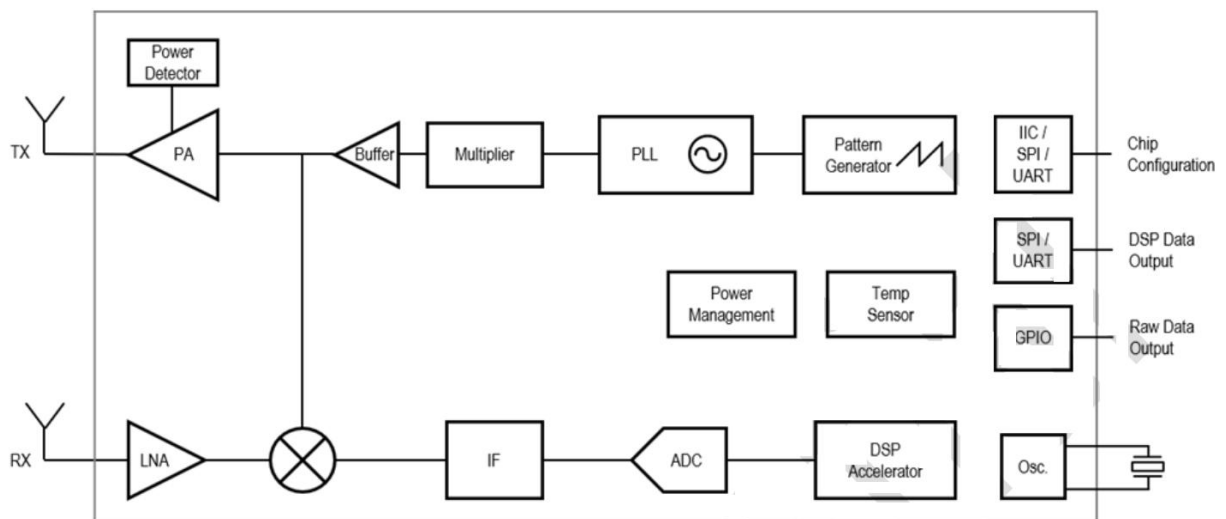 Power
Detector
TX
PA
Buffer
Multiplier
PLL
Pattern
Generator
IIC /
SPI /
UART
Chip
Configuration
SPI /
UART
DSP Data
Output
Power
Management
Temp
Sensor
GPIO
Raw Data
Output
RX
LNA
IF
ADC
DSP
Accelerator
Osc.